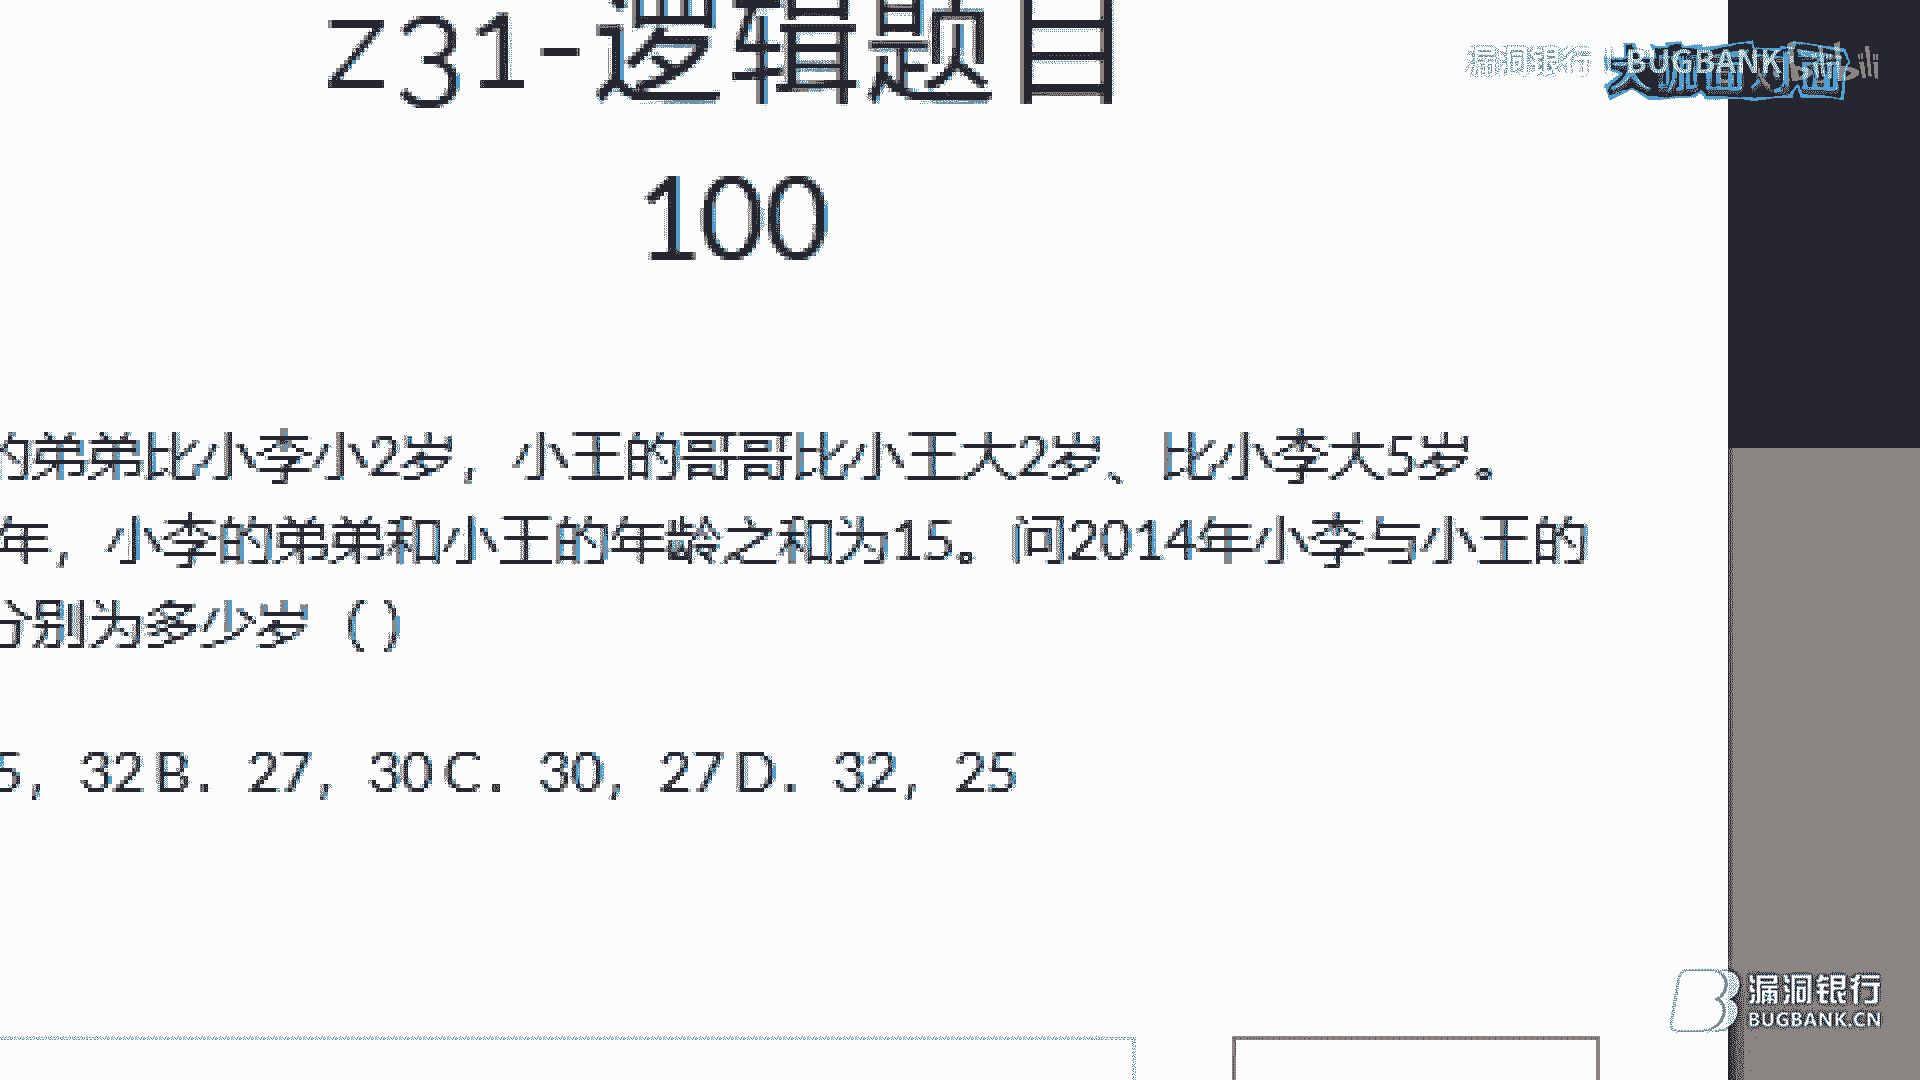 z31-逻辑题目
漏洞银行 BUGBANK bilibili
大咖面对面
100
的弟弟比小李小2岁，小王的哥哥比小王大2岁、比小李大5岁。
年，小李的弟弟和小王的年龄之和为15。问2014年小李与小王的
分别为多少岁（ ）
5，32 B．27，30 C．30，27 D．32，25
漏洞银行
BUGBANK.CN